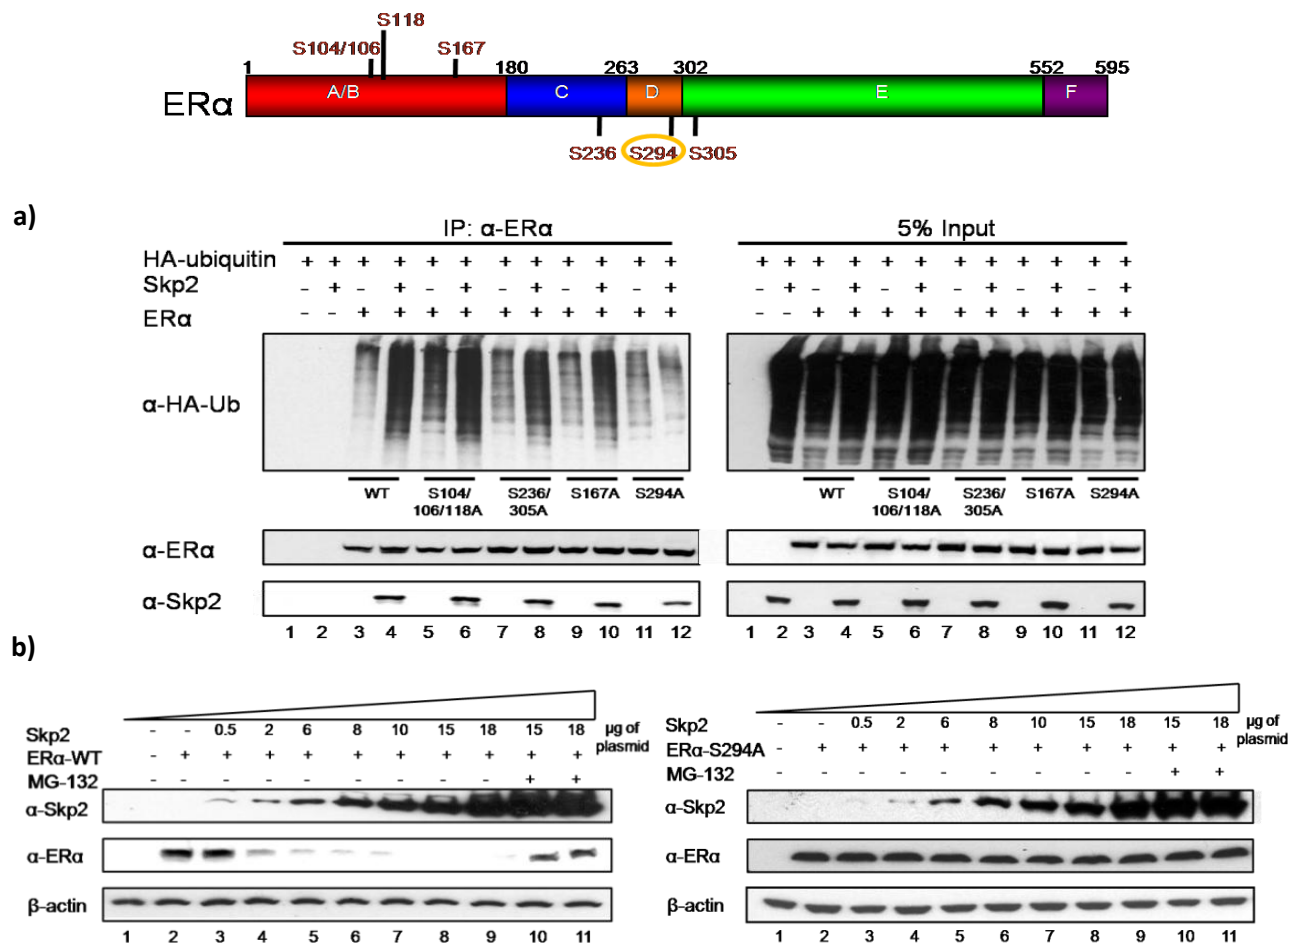 S118
S104/106 S167
1 180 263 302 552 595
ERα A/B C D E F
S236 S294 S305
a)
IP: α-ERα 5% Input
HA-ubiquitin + + + + + + + + + + + + + + + + + + + + + + + +
Skp2 - + - + - + - + - + - + - + - + - + - + - + - +
ERα - - + + + + + + + + + + - - + + + + + + + + + +
α-HA-Ub
WT S104/ S236/ S167A S294A WT S104/ S236/ S167A S294A
106/118A 305A 106/118A 305A
α-ERα
α-Skp2
1 2 3 4 5 6 7 8 9 10 11 12 1 2 3 4 5 6 7 8 9 10 11 12
b)
Skp2 - - 0.5 2 6 8 10 15 18 15 18 μg of
plasmid
ERα-WT - + + + + + + + + + +
MG-132 - - - - - - - - - + +
α-Skp2
α-ERα
β-actin
1 2 3 4 5 6 7 8 9 10 11
Skp2 - - 0.5 2 6 8 10 15 18 15 18 μg of
plasmid
ERα-S294A - + + + + + + + + + +
MG-132 - - - - - - - - - + +
α-Skp2
α-ERα
β-actin
1 2 3 4 5 6 7 8 9 10 11